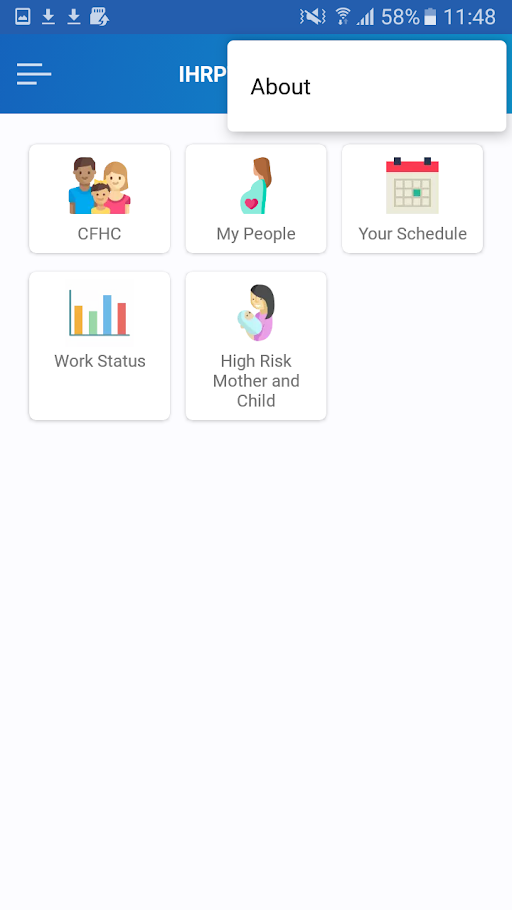 58% 11:48
IHRP
About
CFHC
My People
Your Schedule
Work Status
High Risk
Mother and
Child